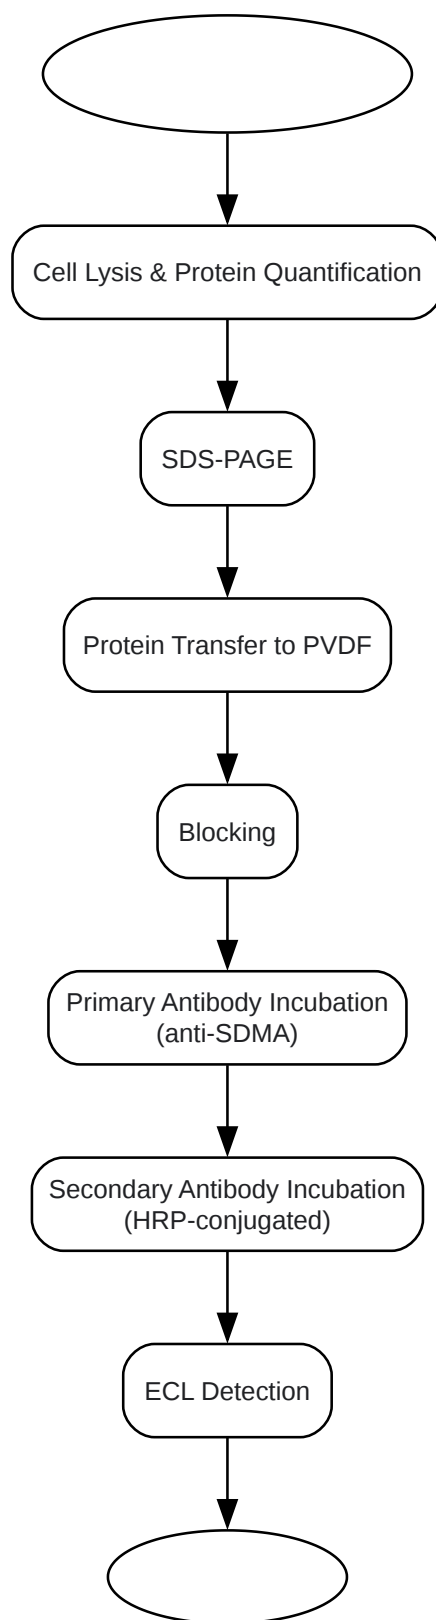 Cell Lysis & Protein Quantification
SDS-PAGE
Protein Transfer to PVDF
Blocking
Primary Antibody Incubation
(anti-SDMA)
Secondary Antibody Incubation
(HRP-conjugated)
ECL Detection